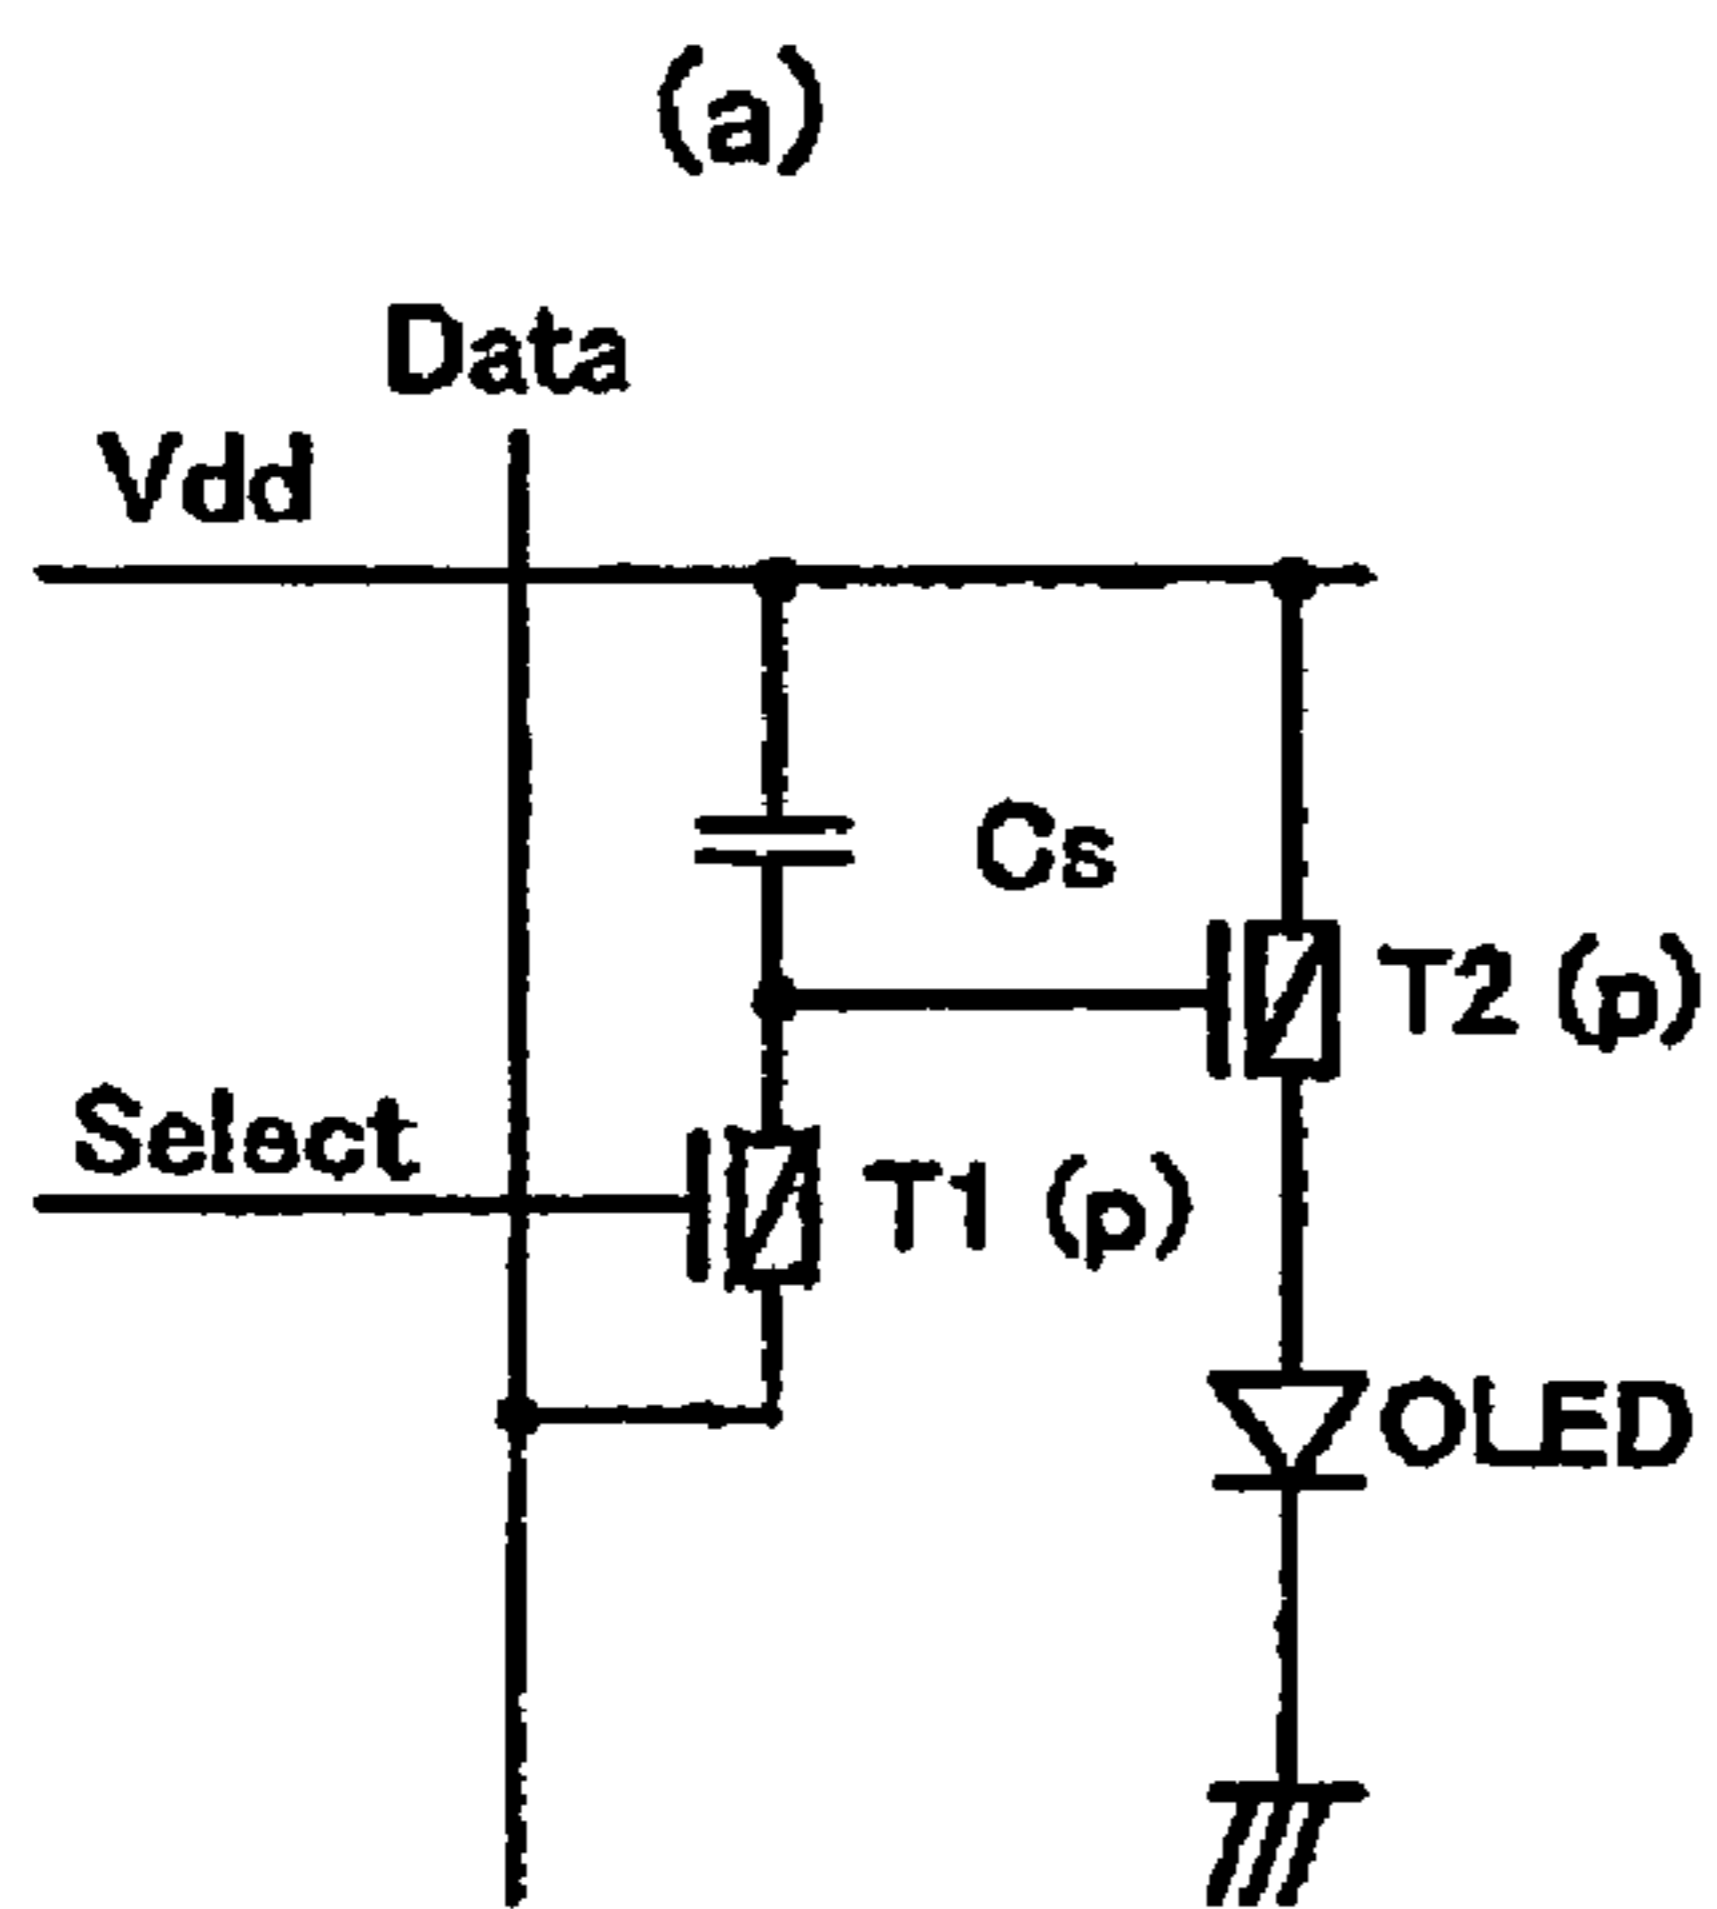 (a)
Data
Vdd
Cs
T2 (p)
Select
T1 (p)
OLED